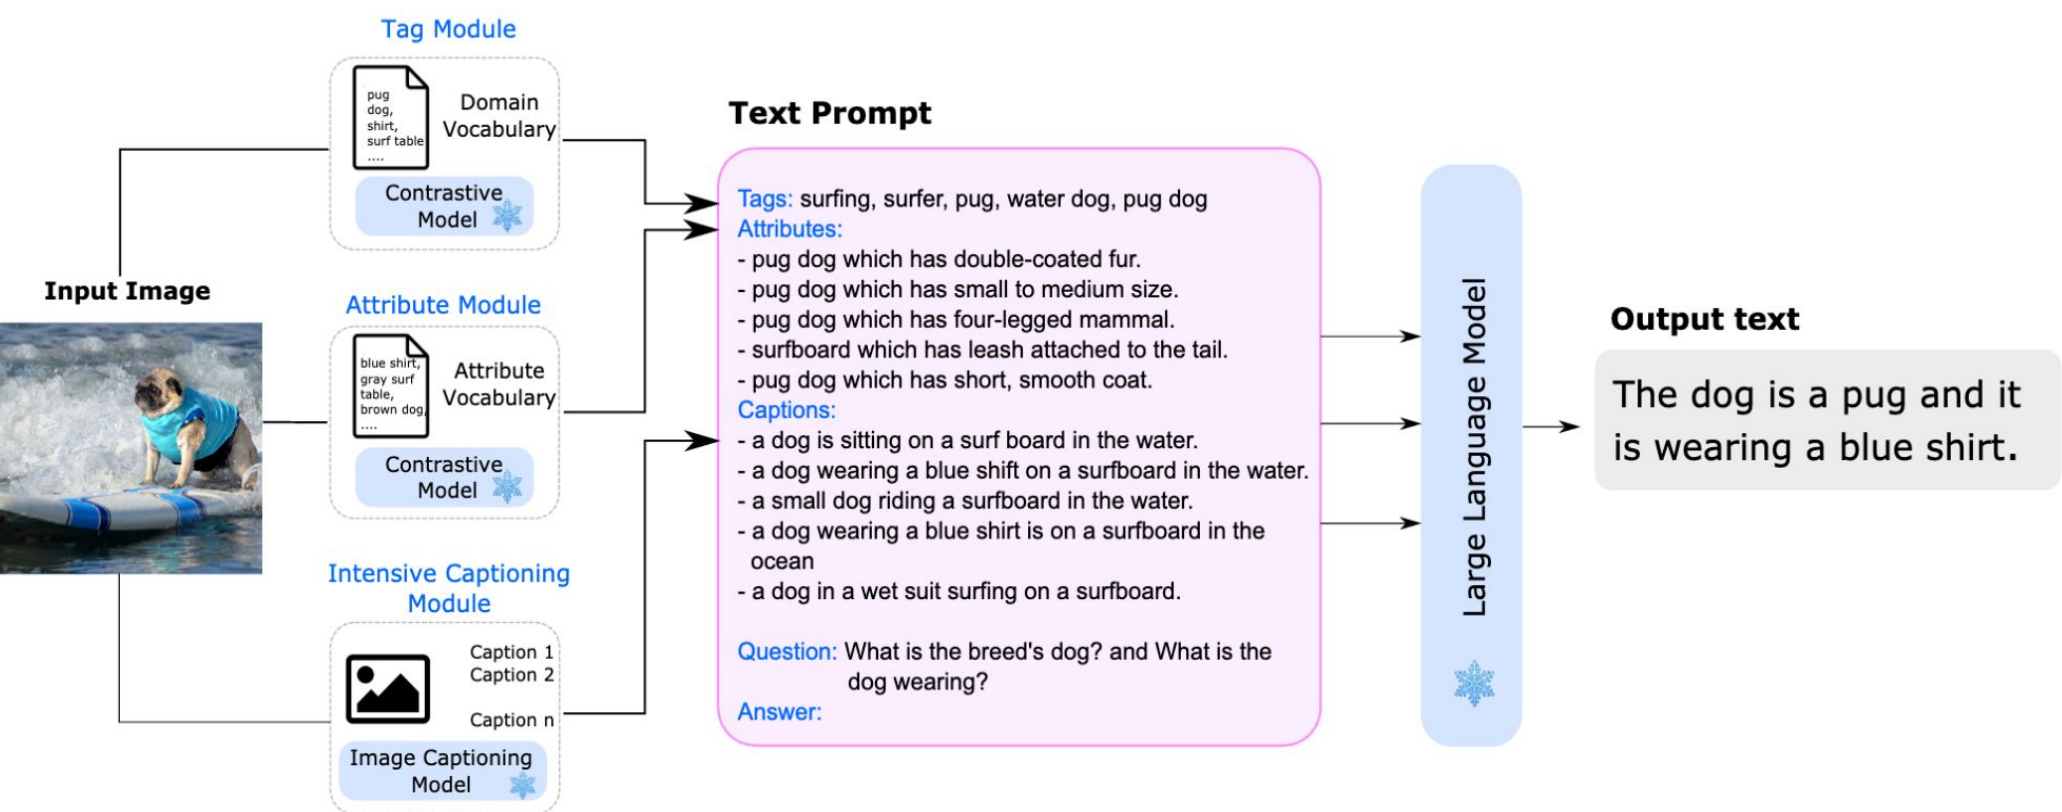 Tag Module
pug
dog,
shirt,
surf table
....
Domain
Vocabulary
Contrastive
Model
Input Image
Attribute Module
blue shirt,
gray surf
table,
brown dog,
....
Attribute
Vocabulary
Contrastive
Model
Intensive Captioning
Module
Caption 1
Caption 2
Caption n
Image Captioning
Model
Text Prompt
Tags: surfing, surfer, pug, water dog, pug dog
Attributes:
- pug dog which has double-coated fur.
- pug dog which has small to medium size.
- pug dog which has four-legged mammal.
- surfboard which has leash attached to the tail.
- pug dog which has short, smooth coat.
Captions:
- a dog is sitting on a surf board in the water.
- a dog wearing a blue shift on a surfboard in the water.
- a small dog riding a surfboard in the water.
- a dog wearing a blue shirt is on a surfboard in the
ocean
- a dog in a wet suit surfing on a surfboard.
Question: What is the breed's dog? and What is the
dog wearing?
Answer:
Large Language Model
Output text
The dog is a pug and it
is wearing a blue shirt.